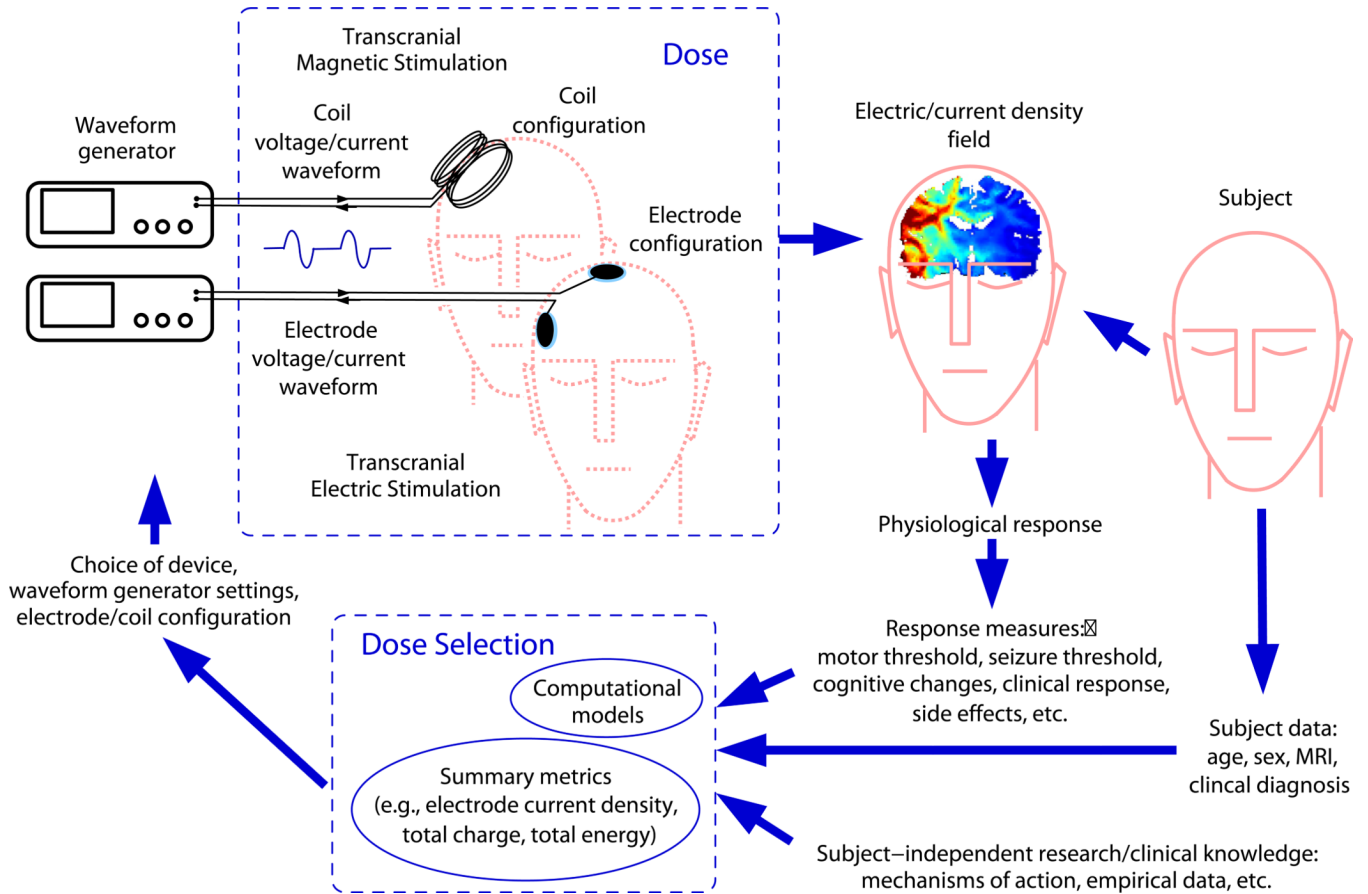 Transcranial
Magnetic Stimulation
Dose
Coil
voltage/current
waveform
Coil
configuration
Waveform
generator
Electrode
configuration
Electrode
voltage/current
waveform
Transcranial
Electric Stimulation
Electric/current density
field
Subject
Physiological response
Response measures:
motor threshold, seizure threshold,
cognitive changes, clinical response,
side effects, etc.
Subject data:
age, sex, MRI,
clincal diagnosis
Subject–independent research/clinical knowledge:
mechanisms of action, empirical data, etc.
Dose Selection
Computational
models
Summary metrics
(e.g., electrode current density,
total charge, total energy)
Choice of device,
waveform generator settings,
electrode/coil configuration